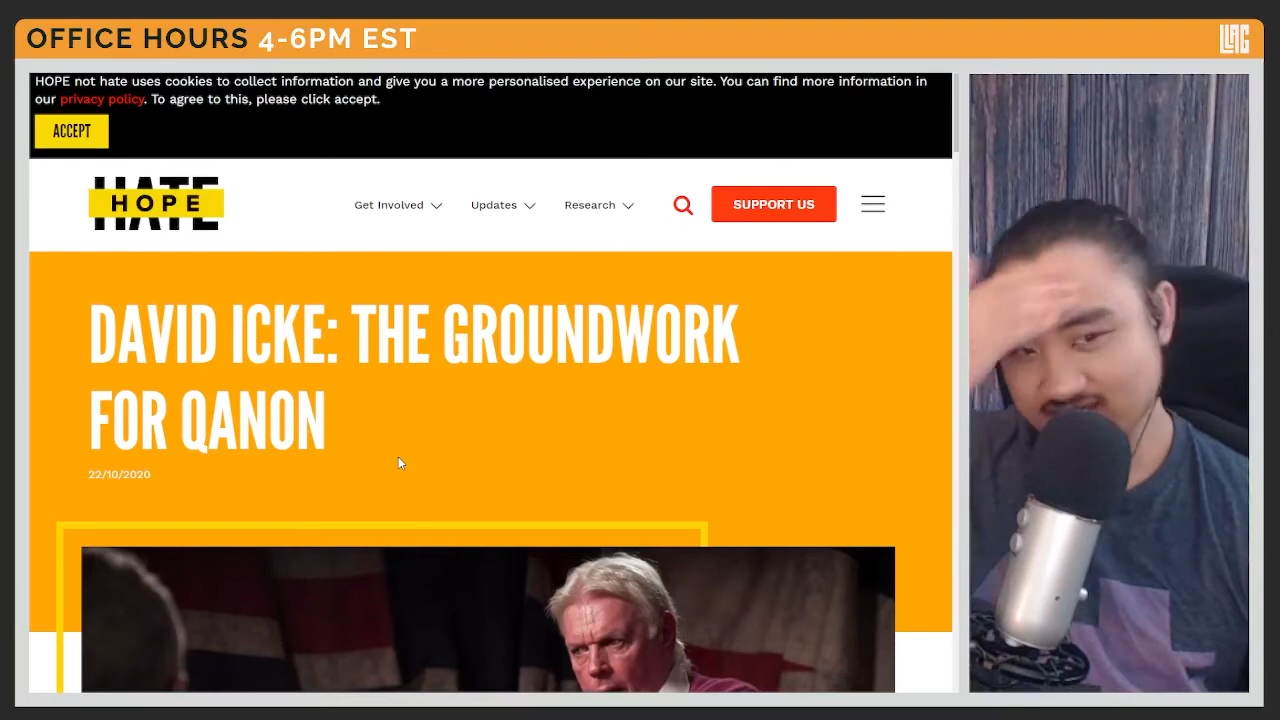 OFFICE HOURS 4-6PM EST
LLAC
HOPE not hate uses cookies to collect information and give you a more personalised experience on our site. You can find more information in
our privacy policy. To agree to this, please click accept.
ACCEPT
HATE
HOPE
Get Involved
Updates
Research
SUPPORT US
DAVID ICKE: THE GROUNDWORK
FOR QANON
22/10/2020